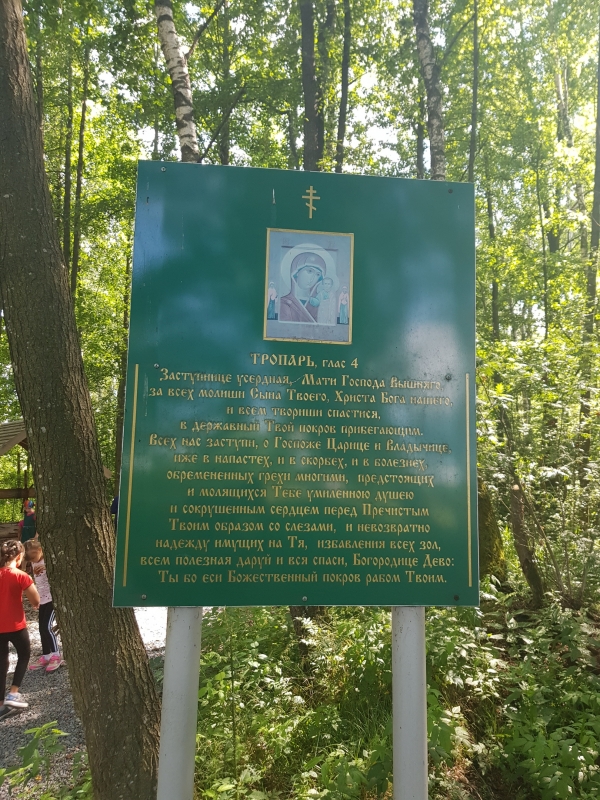 ТРОПАРЬ, глас 4
"Заступнице усердная, Мати Господа Вышняго,
за всех молиши Сына Твоего, Христа Бога нашего,
и всем твориши спастися,
в державный Твой покров прибегающим.
Всех нас заступи, о Госпоже Царице и Владычице,
иже в напастех, и в скорбех, и в болезнех,
обремененных грехи многими, предстоящих
и молящихся Тебе умиленною душею
и сокрушенным сердцем перед Пречистым
Твоим образом со слезами, и невозвратно
надежду имущих на Тя, избавления всех зол,
всем полезная даруй и вся спаси, Богородице Дево:
Ты бо еси Божественный покров рабом Твоим.